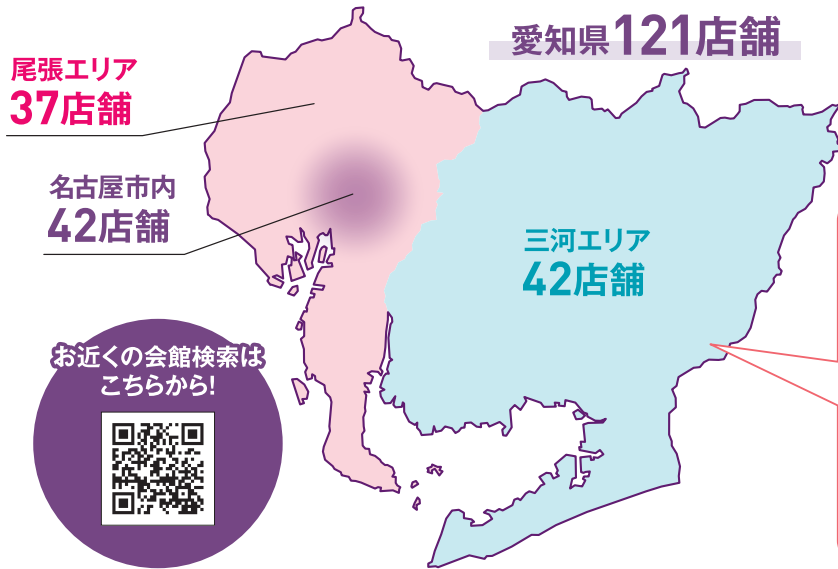 愛知県121店舗
尾張エリア
37店舗
名古屋市内
42店舗
三河エリア
42店舗
お近くの会館検索は
こちらから!